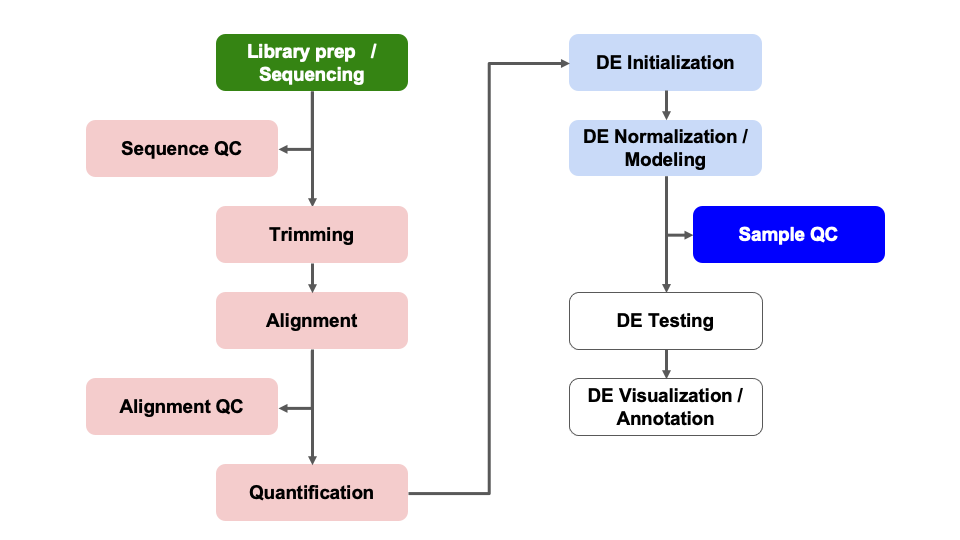 Library prep /
Sequencing
Sequence QC
Trimming
Alignment
Alignment QC
Quantification
DE Initialization
DE Normalization /
Modeling
Sample QC
DE Testing
DE Visualization /
Annotation